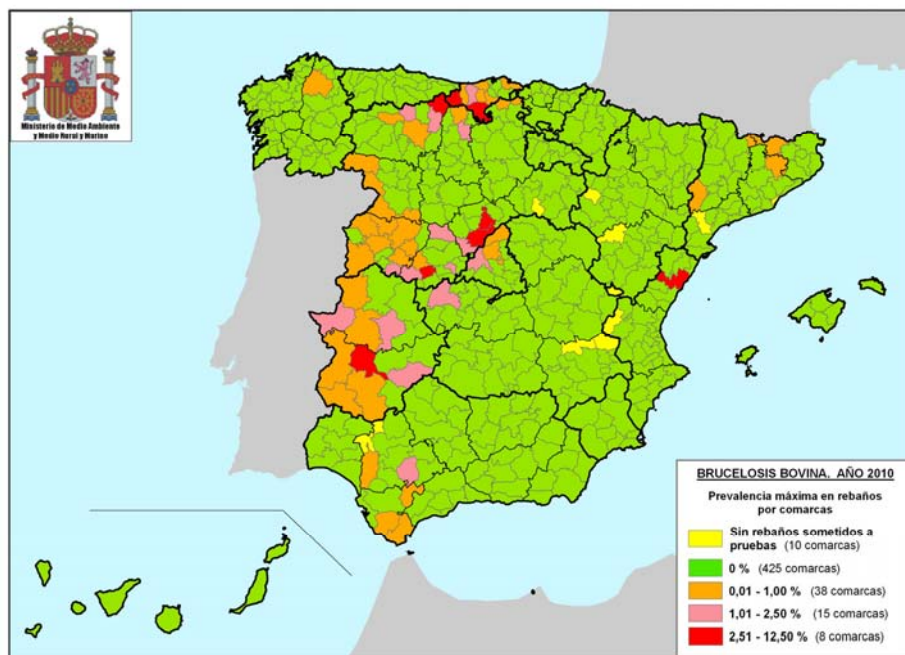 Ministerio de Medio Ambiente
y Medio Rural y Marino
BRUCELOSIS BOVINA. AÑO 2010
Prevalencia máxima en rebaños
por comarcas
Sin rebaños sometidos a
pruebas (10 comarcas)
0 % (425 comarcas)
0,01 - 1,00 % (38 comarcas)
1,01 - 2,50 % (15 comarcas)
2,51 - 12,50 % (8 comarcas)